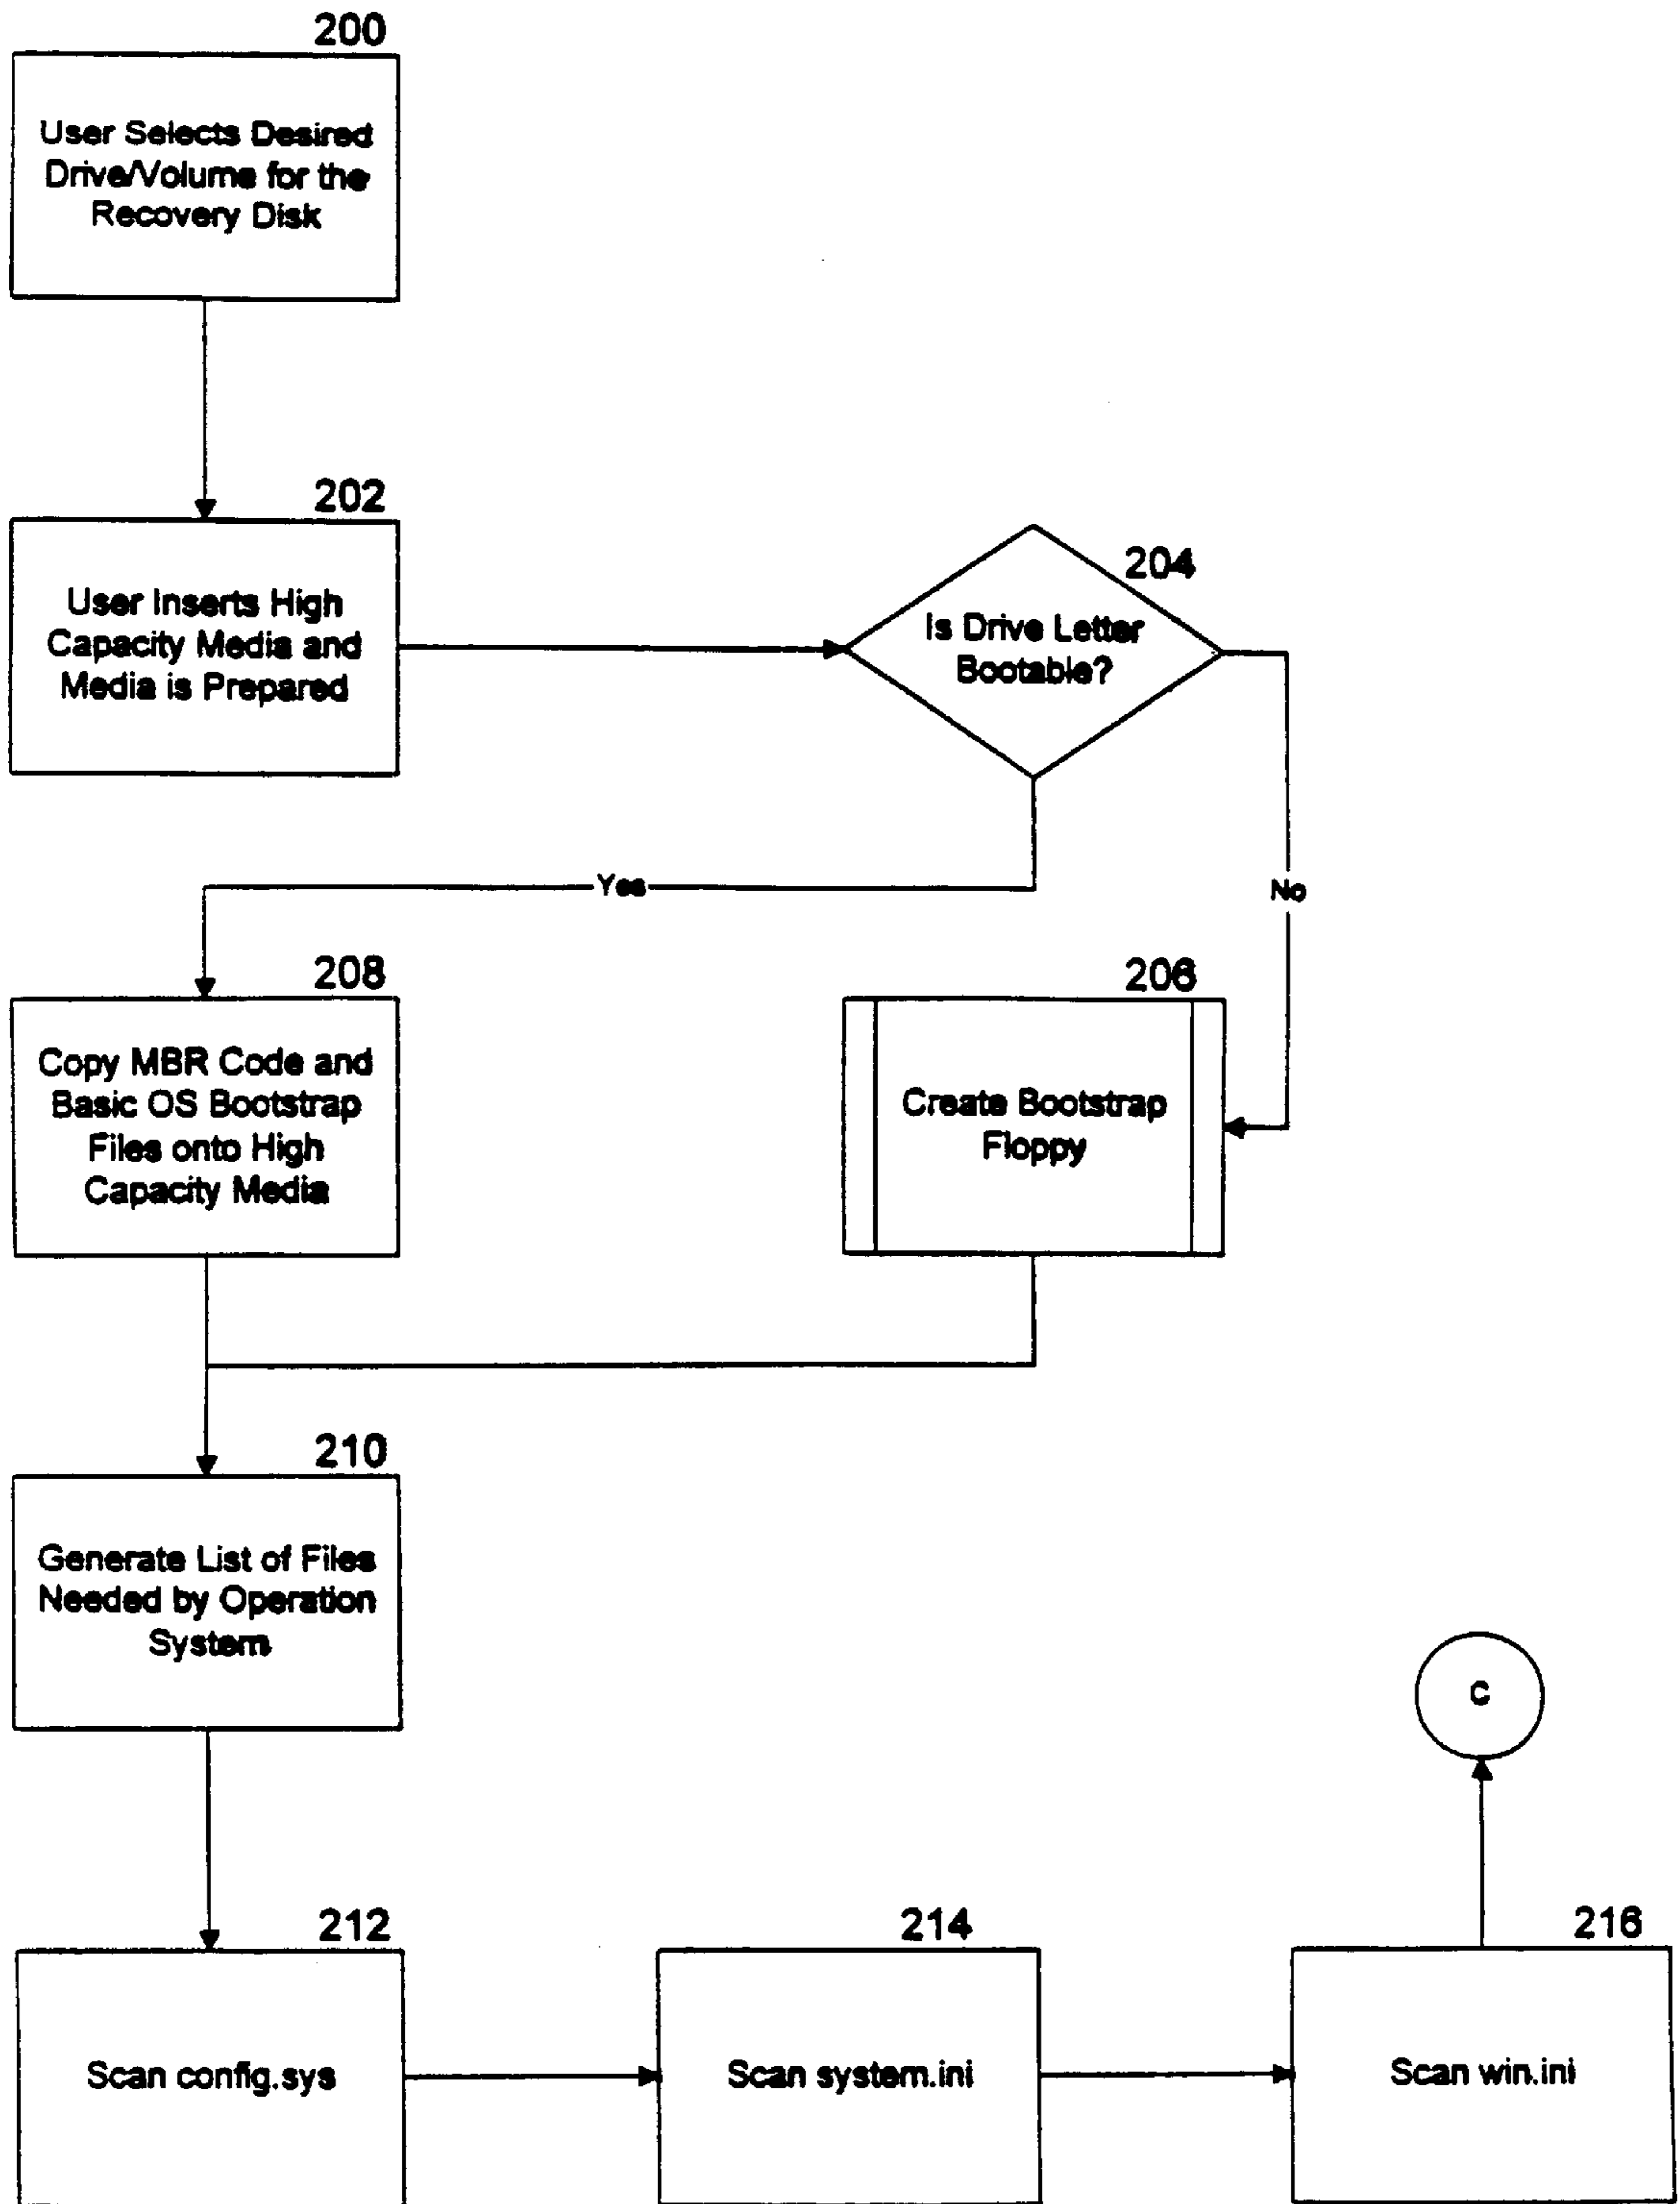 200
User Selects Desired
Drive/Volume for the
Recovery Disk
202
User Inserts High
Capacity Media and
Media is Prepared
204
Is Drive Letter
Bootable?
Yes
No
208
Copy MBR Code and
Basic OS Bootstrap
Files onto High
Capacity Media
206
Create Bootstrap
Floppy
210
Generate List of Files
Needed by Operation
System
C
212
Scan config.sys
214
Scan system.ini
216
Scan win.ini